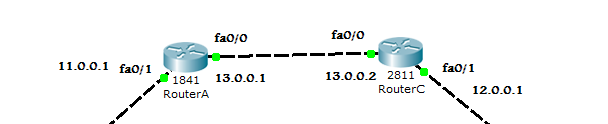 fa0/0
fa0/0
11.0.0.1
fa0/1
1841
RouterA
13.0.0.1
13.0.0.2
2811
RouterC
fa0/1
12.0.0.1